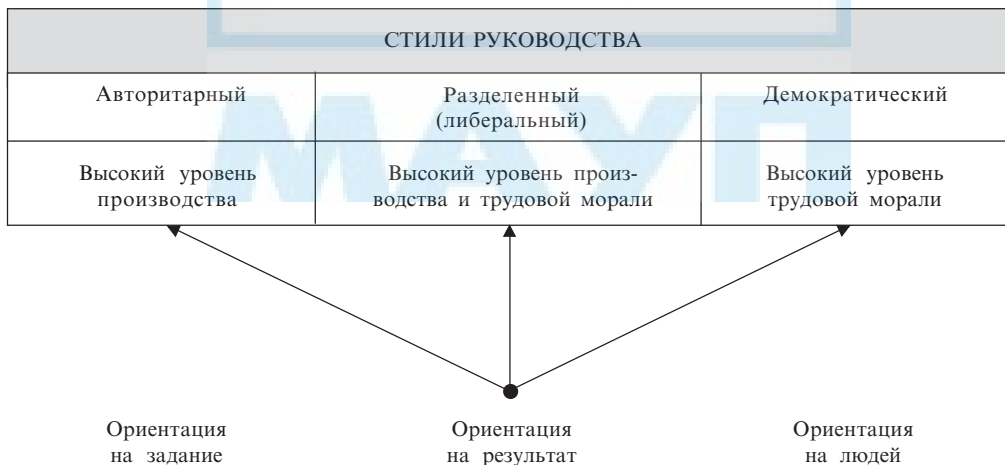 СТИЛИ РУКОВОДСТВА
Авторитарный
Разделенный
(либеральный)
Демократический
МАУП
Высокий уровень
производства
Высокий уровень произ-
водства и трудовой морали
Высокий уровень
трудовой морали
Ориентация
на задание
Ориентация
на результат
Ориентация
на людей